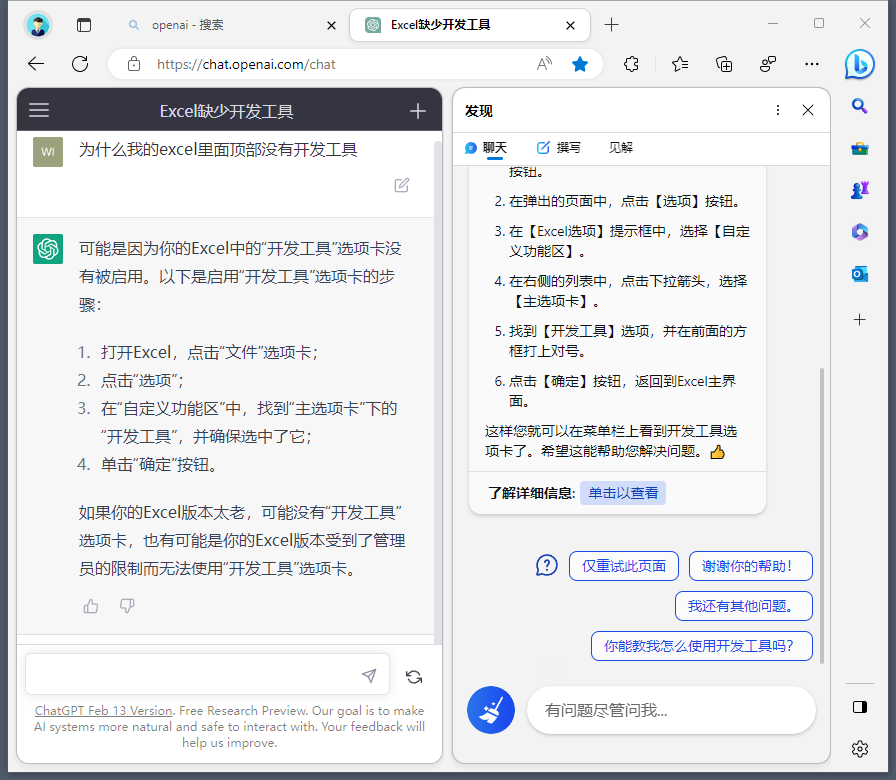 openai - 搜索
Excel缺少开发工具
https://chat.openai.com/chat
Excel缺少开发工具
WI
为什么我的excel里面顶部没有开发工具
可能是因为你的Excel中的“开发工具”选项卡没
有被启用。以下是启用“开发工具”选项卡的步
骤：
1. 打开Excel，点击“文件”选项卡；
2. 点击“选项”；
3. 在“自定义功能区”中，找到“主选项卡”下的
“开发工具”，并确保选中了它；
4. 单击“确定”按钮。
如果你的Excel版本太老，可能没有“开发工具”
选项卡，也有可能是你的Excel版本受到了管理
员的限制而无法使用“开发工具”选项卡。
ChatGPT Feb 13 Version. Free Research Preview. Our goal is to make
AI systems more natural and safe to interact with. Your feedback will
help us improve.
发现
聊天
撰写
见解
按钮。
2. 在弹出的页面中，点击【选项】按钮。
3. 在【Excel选项】提示框中，选择【自定
义功能区】。
4. 在右侧的列表中，点击下拉箭头，选择
【主选项卡】。
5. 找到【开发工具】选项，并在前面的方
框打上对号。
6. 点击【确定】按钮，返回到Excel主界
面。
这样您就可以在菜单栏上看到开发工具选
项卡了。希望这能帮助您解决问题。👍
了解详细信息: 单击以查看
仅重试此页面
谢谢你的帮助！
我还有其他问题。
你能教我怎么使用开发工具吗？
有问题尽管问我...